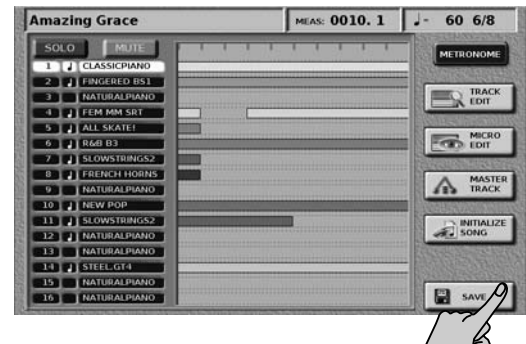 Amazing Grace MEAS: 0010. 1 ♩- 60 6/8
SOLO MUTE
METRONOME
1 CLASSICPIANO
2 FINGERED BS1
3 NATURALPIANO
4 FEM MM SRT
5 ALL SKATE!
6 R&B B3
7 SLOWSTRINGS2
8 FRENCH HORNS
9 NATURALPIANO
10 NEW POP
11 SLOWSTRINGS2
12 NATURALPIANO
13 NATURALPIANO
14 STEEL.GT4
15 NATURALPIANO
16 NATURALPIANO
TRACK
EDIT
MICRO
EDIT
MASTER
TRACK
INITIALIZE
SONG
SAVE